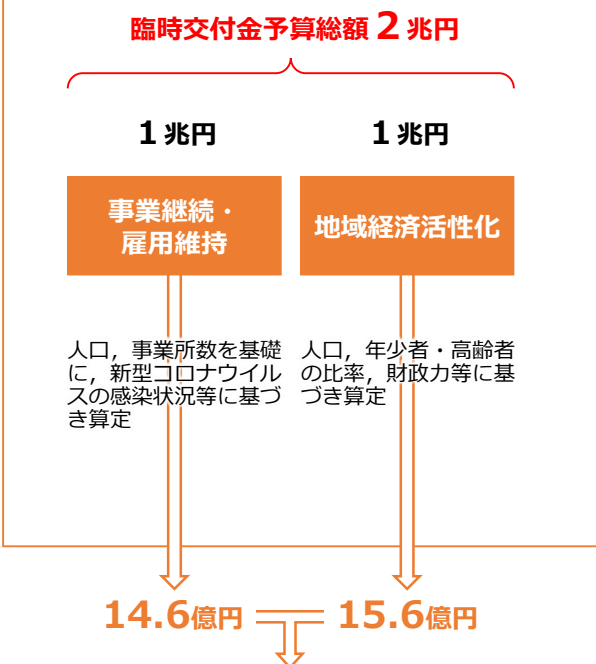 臨時交付金予算総額 2 兆円
1 兆円
1 兆円
事業継続・
雇用維持
地域経済活性化
人口，事業所数を基礎
に，新型コロナウイル
スの感染状況等に基づ
き算定
人口，年少者・高齢者
の比率，財政力等に基
づき算定
14.6億円
15.6億円